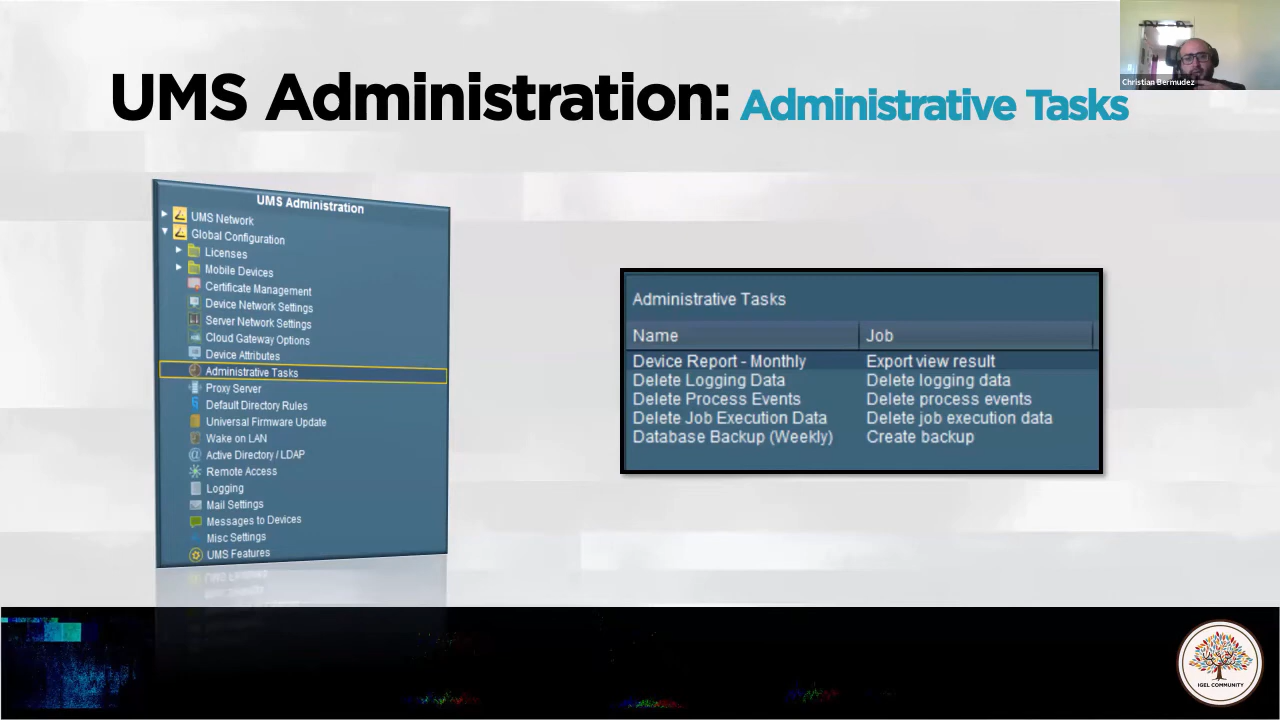 Christian Bermudez
UMS Administration: Administrative Tasks
UMS Administration
UMS Network
Global Configuration
Licenses
Mobile Devices
Certificate Management
Device Network Settings
Server Network Settings
Cloud Gateway Options
Device Attributes
Administrative Tasks
Proxy Server
Default Directory Rules
Universal Firmware Update
Wake on LAN
Active Directory / LDAP
Remote Access
Logging
Mail Settings
Messages to Devices
Misc Settings
UMS Features
Administrative Tasks
Name Job
Device Report - Monthly Export view result
Delete Logging Data Delete logging data
Delete Process Events Delete process events
Delete Job Execution Data Delete job execution data
Database Backup (Weekly) Create backup
IGEL COMMUNITY